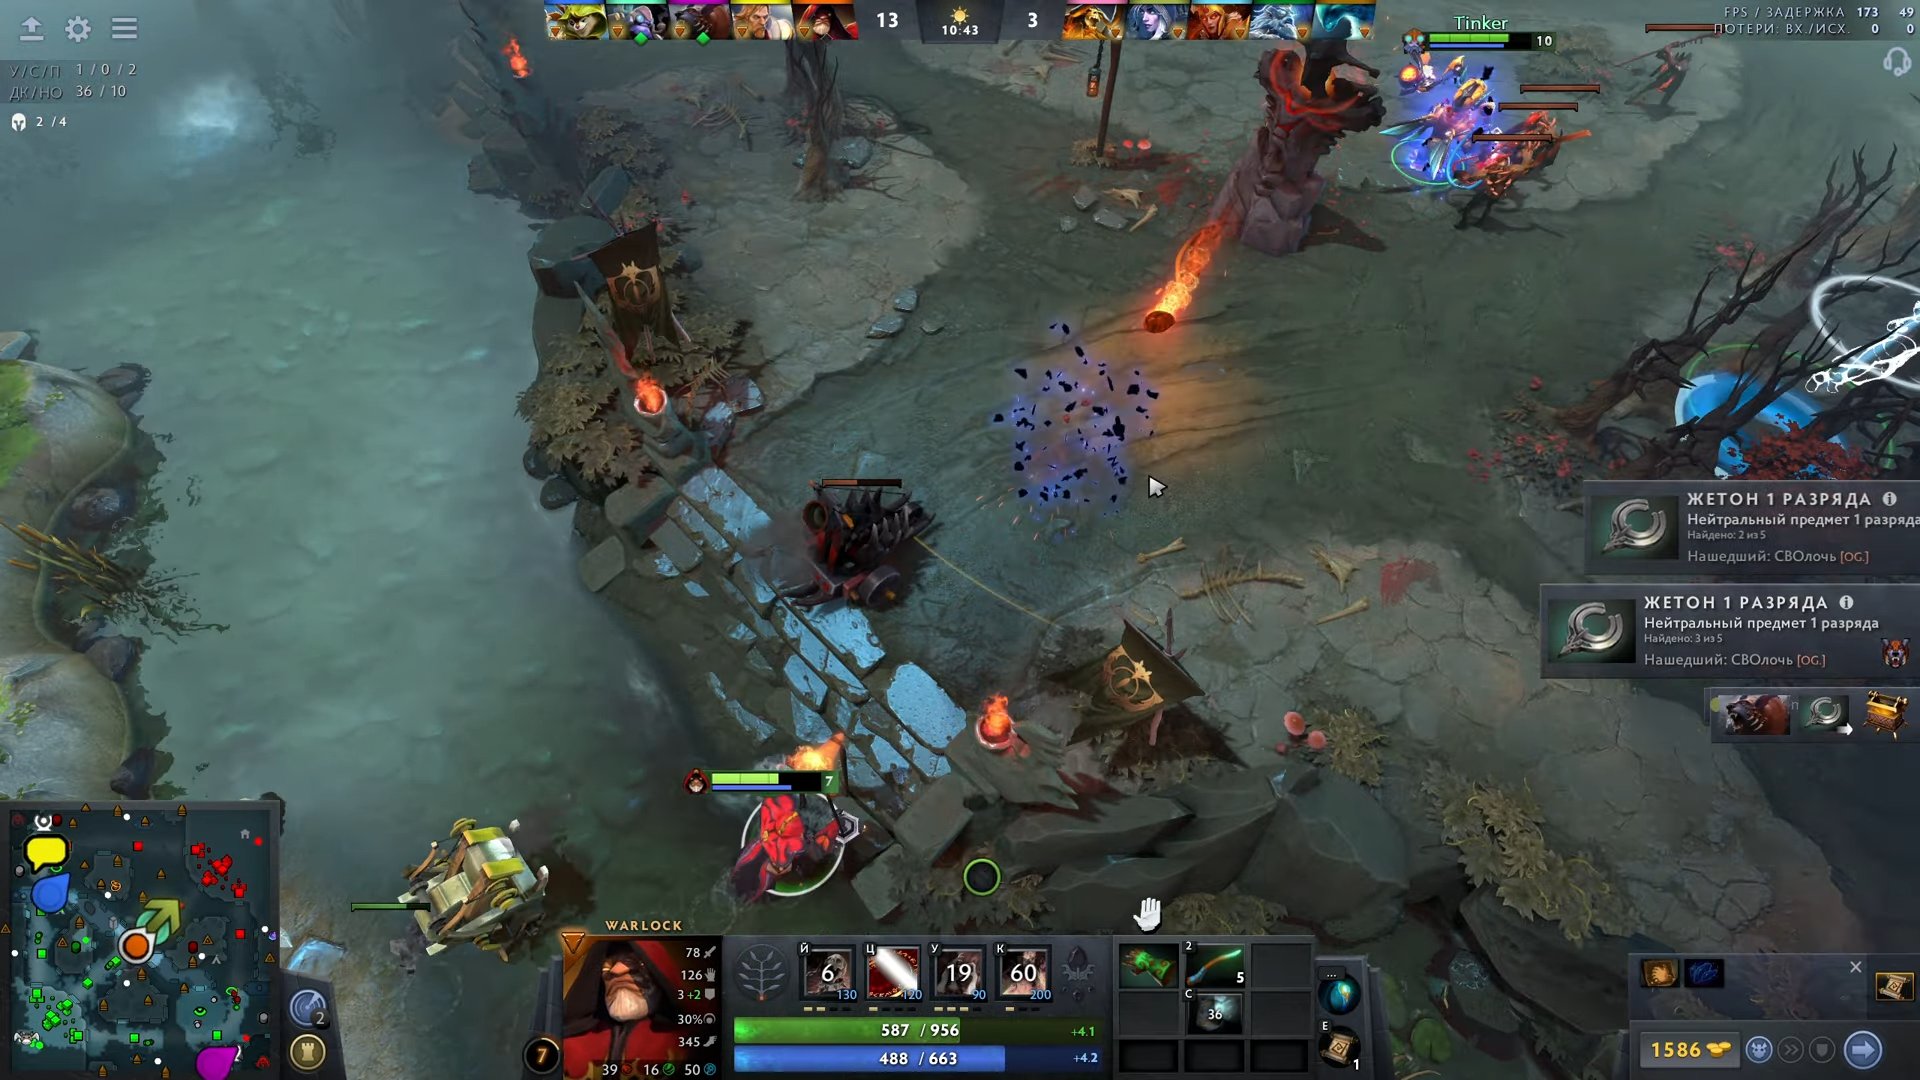 13
10:43
3
FPS / ЗАДЕРЖКА 173 49
ПОТЕРИ: ВХ./ИСХ. 0 0
У/С/П 1 / 0 / 2
ДК/НО 36 / 10
2 / 4
Tinker
10
ЖЕТОН 1 РАЗРЯДА
Нейтральный предмет 1 разряда
Найдено: 2 из 5
Нашедший: СВОлочь [OG.]
ЖЕТОН 1 РАЗРЯДА
Нейтральный предмет 1 разряда
Найдено: 3 из 5
Нашедший: СВОлочь [OG.]
7
WARLOCK
78
126
3 +2
30%
345
39 16 50
7
2
Й 6 130
Ц 120
У 19 90
К 60 200
587 / 956 +4.1
488 / 663 +4.2
2 5
C 36
...
E 1
1586